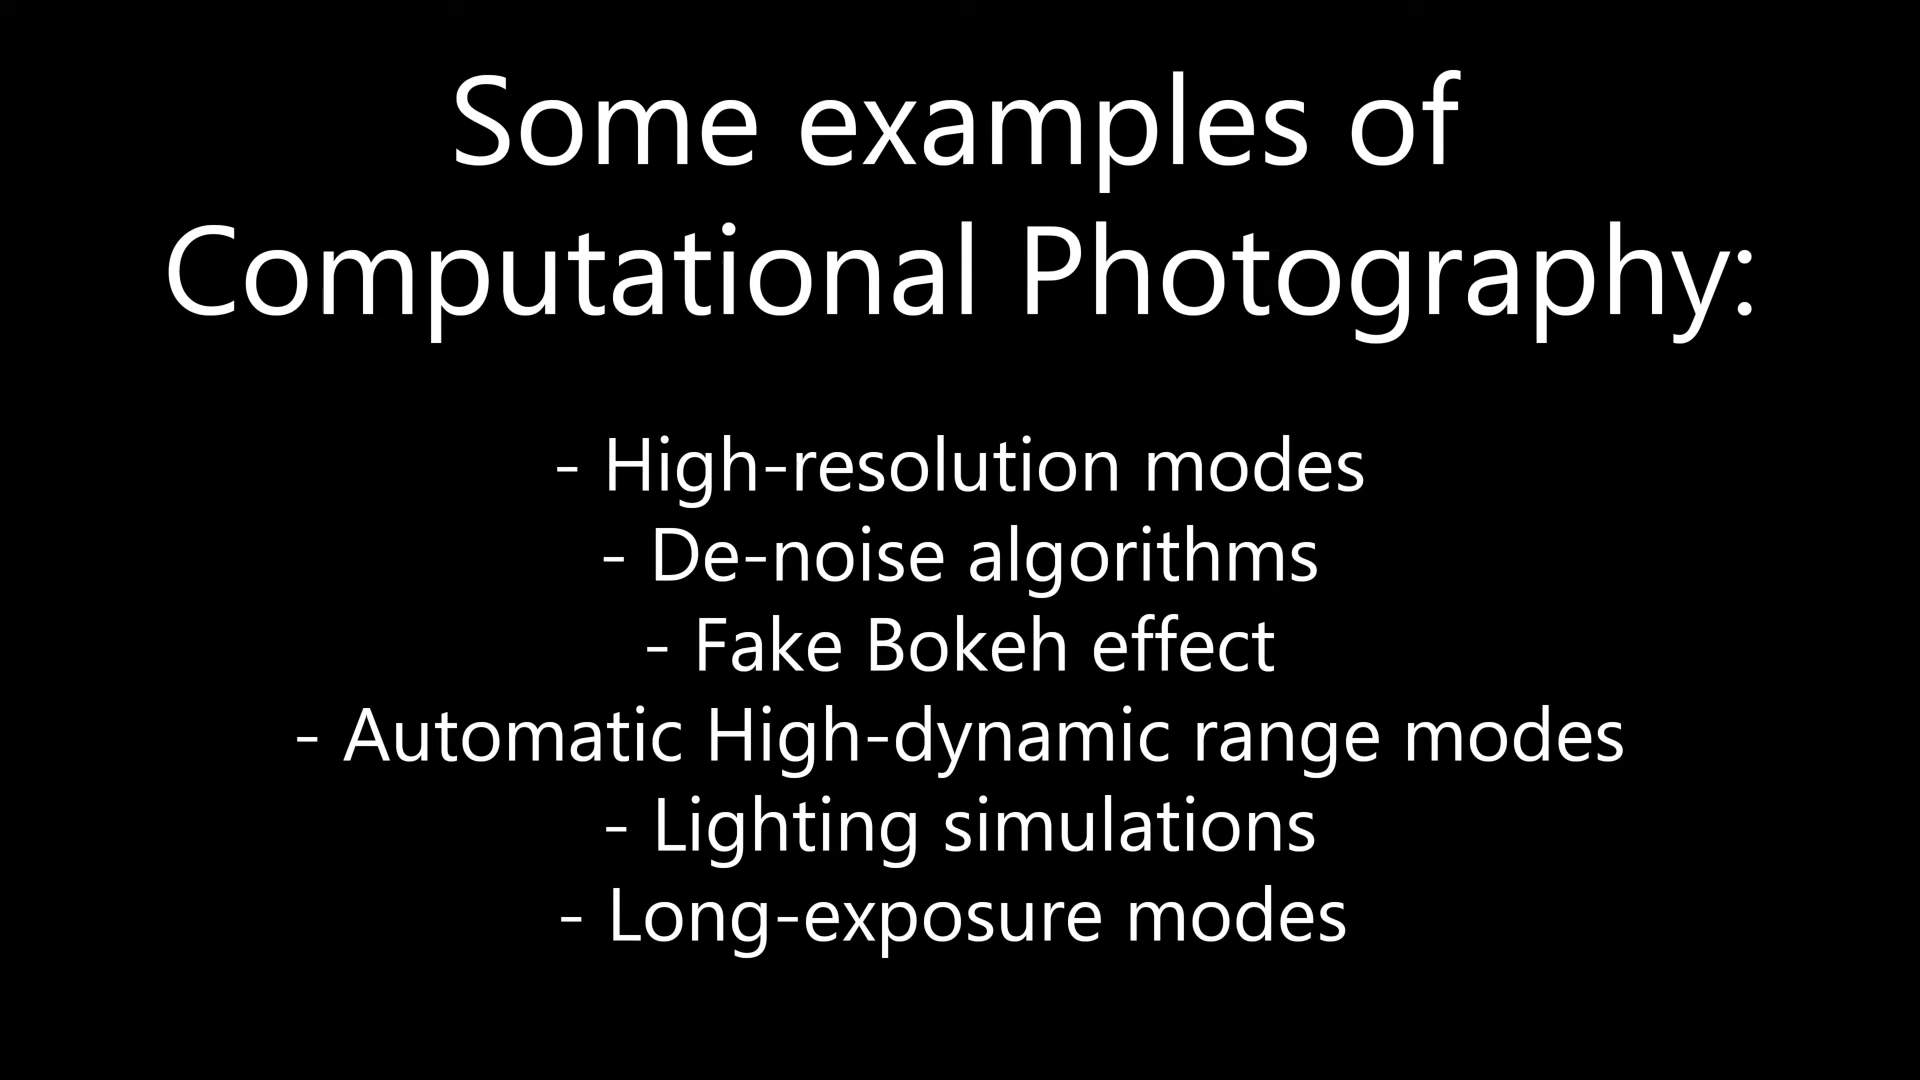 Some examples of
Computational Photography:
- High-resolution modes
- De-noise algorithms
- Fake Bokeh effect
- Automatic High-dynamic range modes
- Lighting simulations
- Long-exposure modes